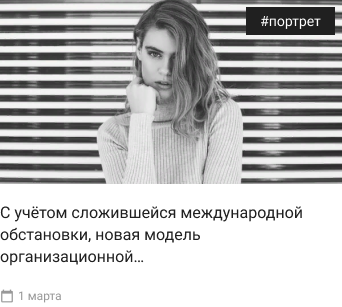 #портрет
С учётом сложившейся международной
обстановки, новая модель
организационной...
1 марта